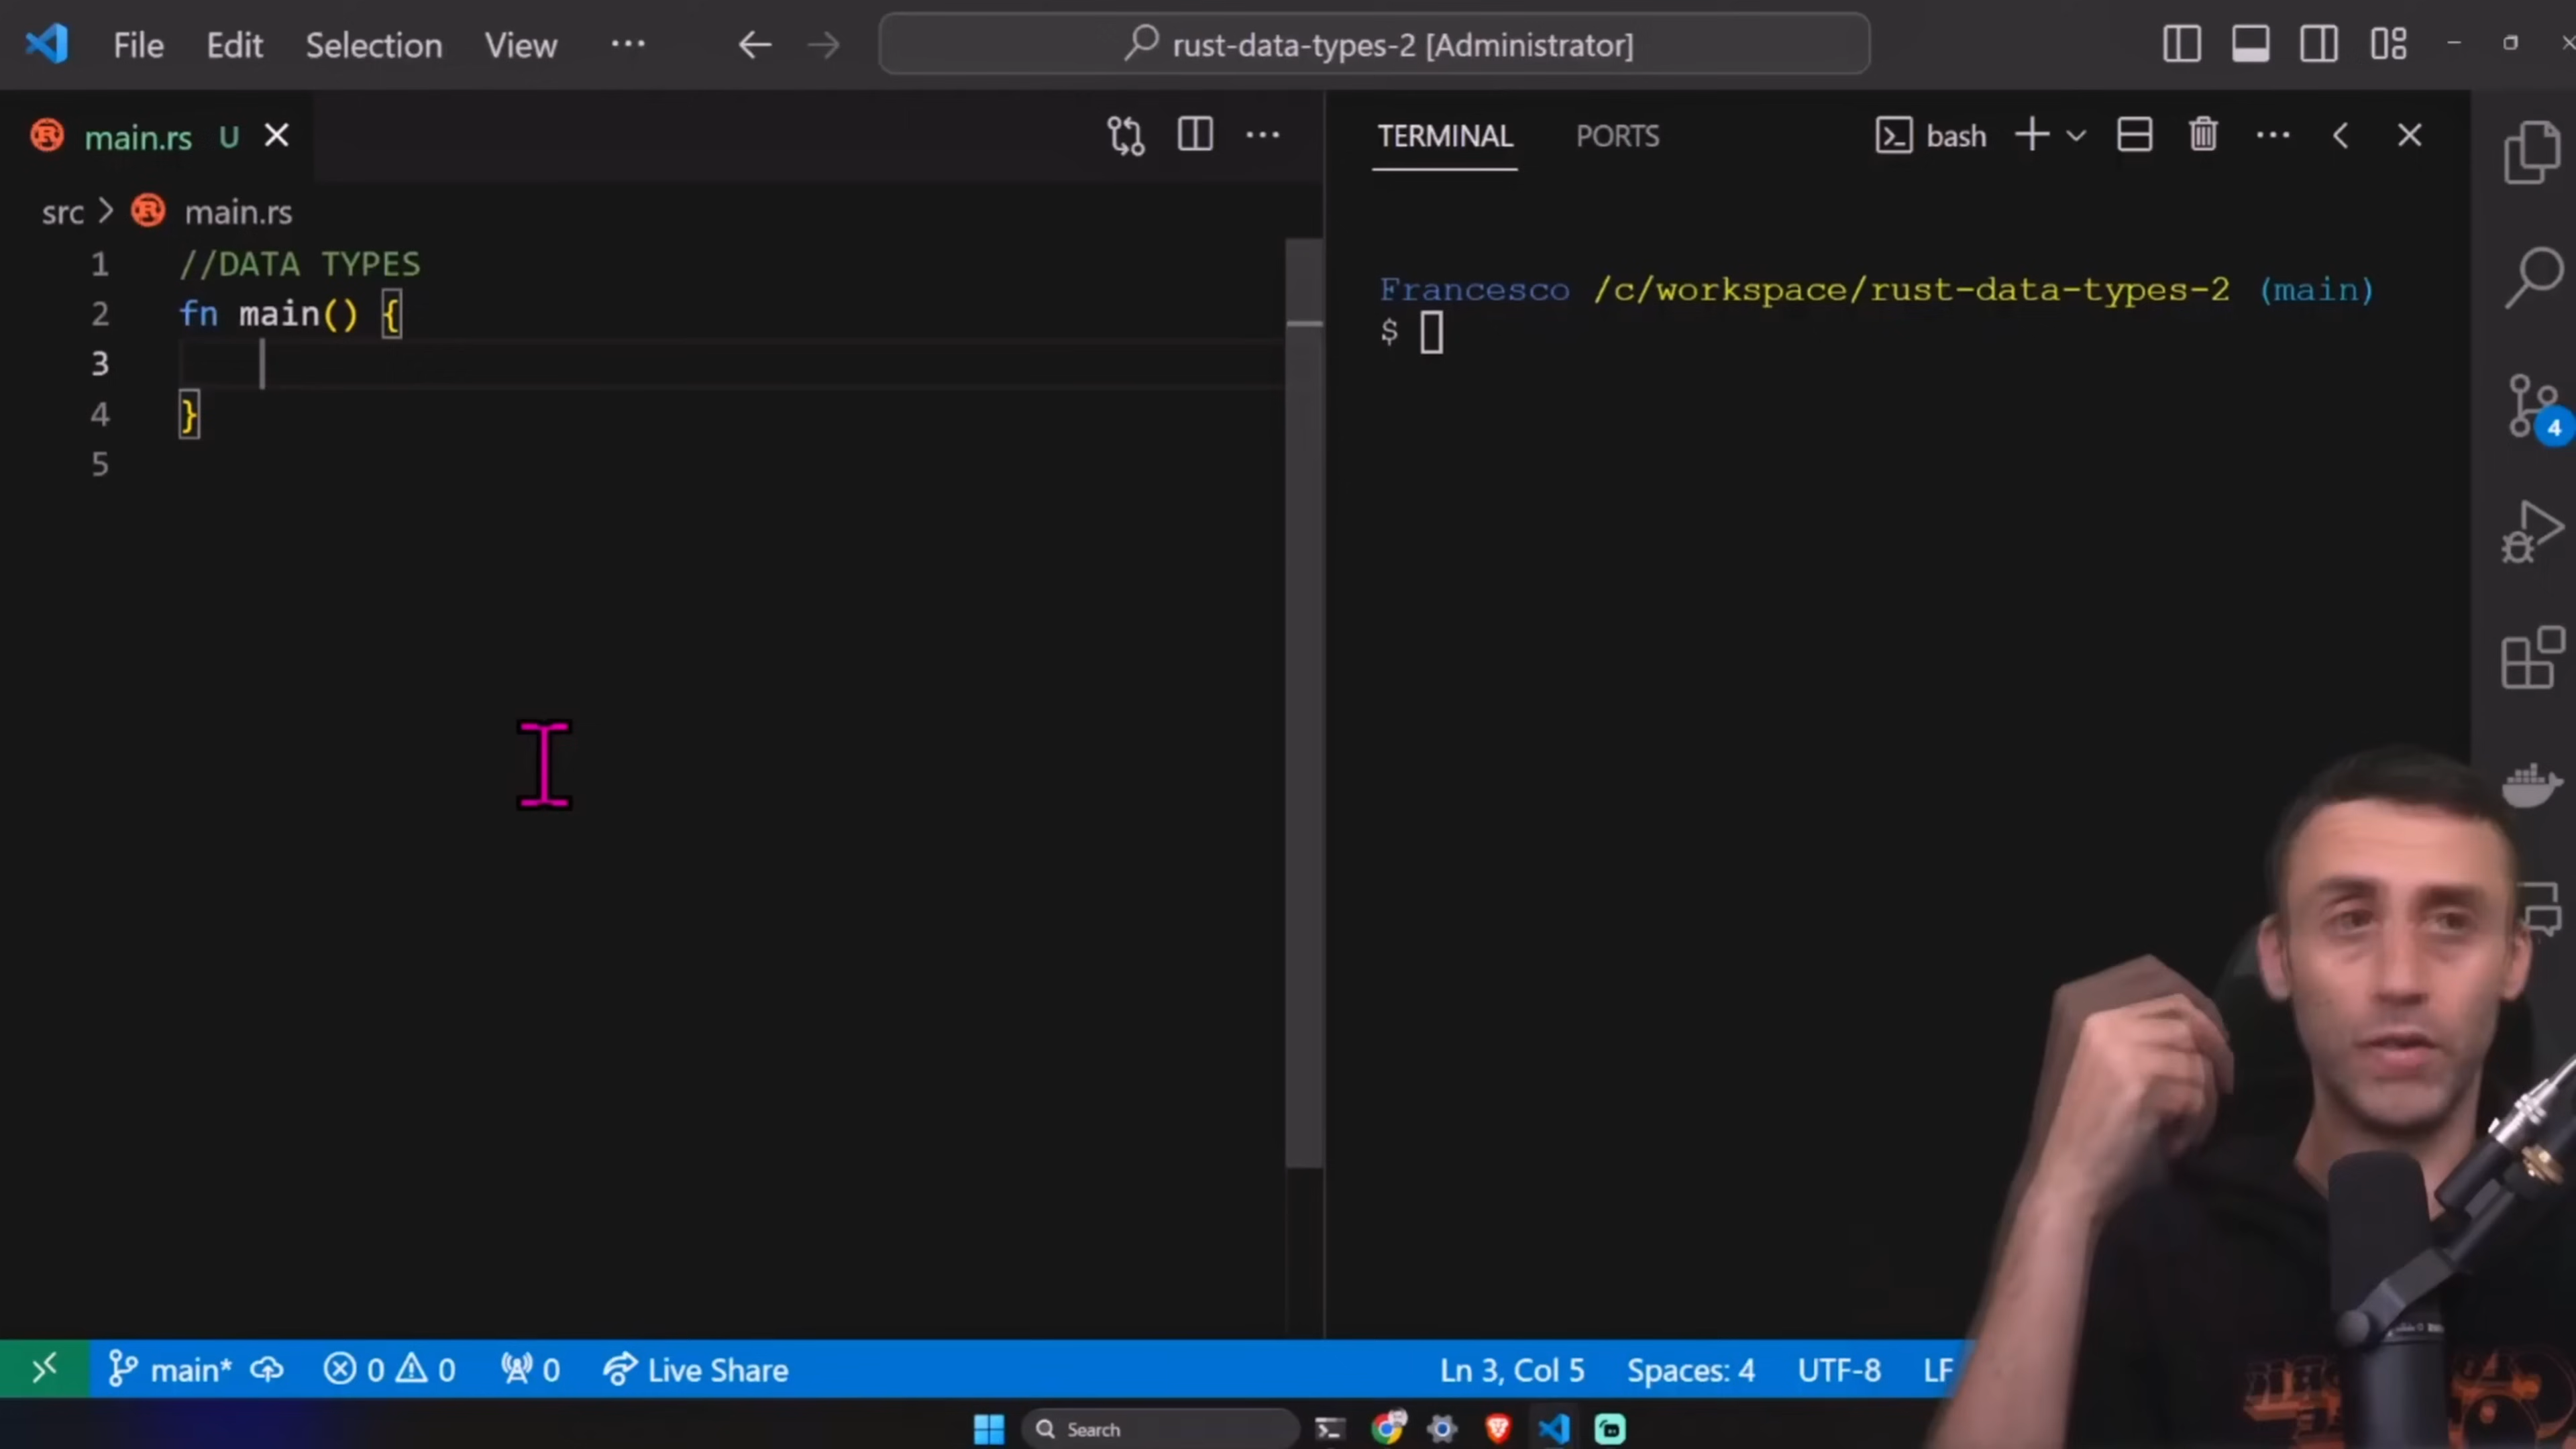 File Edit Selection View ··· rust-data-types-2 [Administrator]
main.rs U
TERMINAL PORTS bash
src > main.rs
1 //DATA TYPES
2 fn main() {
3
4 }
5
Francesco /c/workspace/rust-data-types-2 (main)
$
4
main* 0 0 0 Live Share Ln 3, Col 5 Spaces: 4 UTF-8 LF
Search